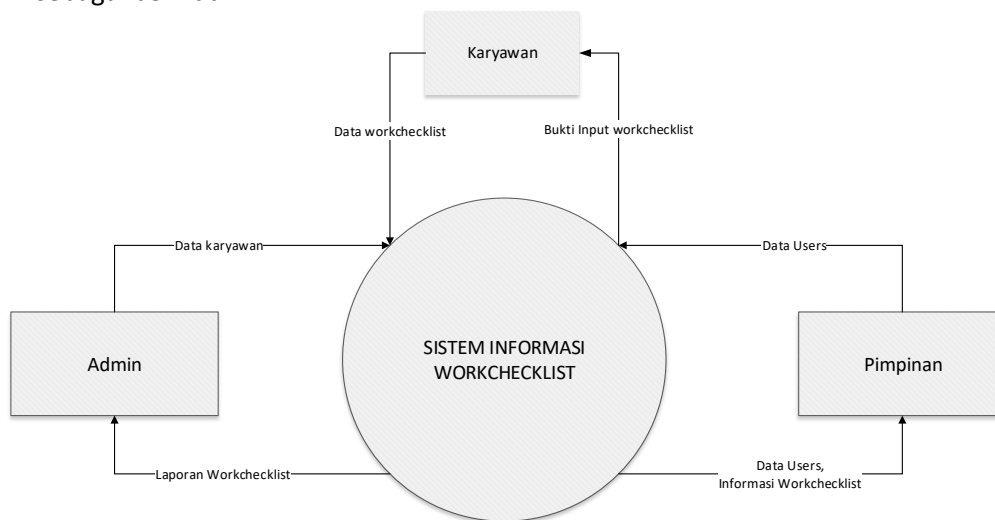 Karyawan
Data workchecklist
Bukti Input workchecklist
Data karyawan
Data Users
Admin
SISTEM INFORMASI
WORKCHECKLIST
Pimpinan
Laporan Workchecklist
Data Users,
Informasi Workchecklist